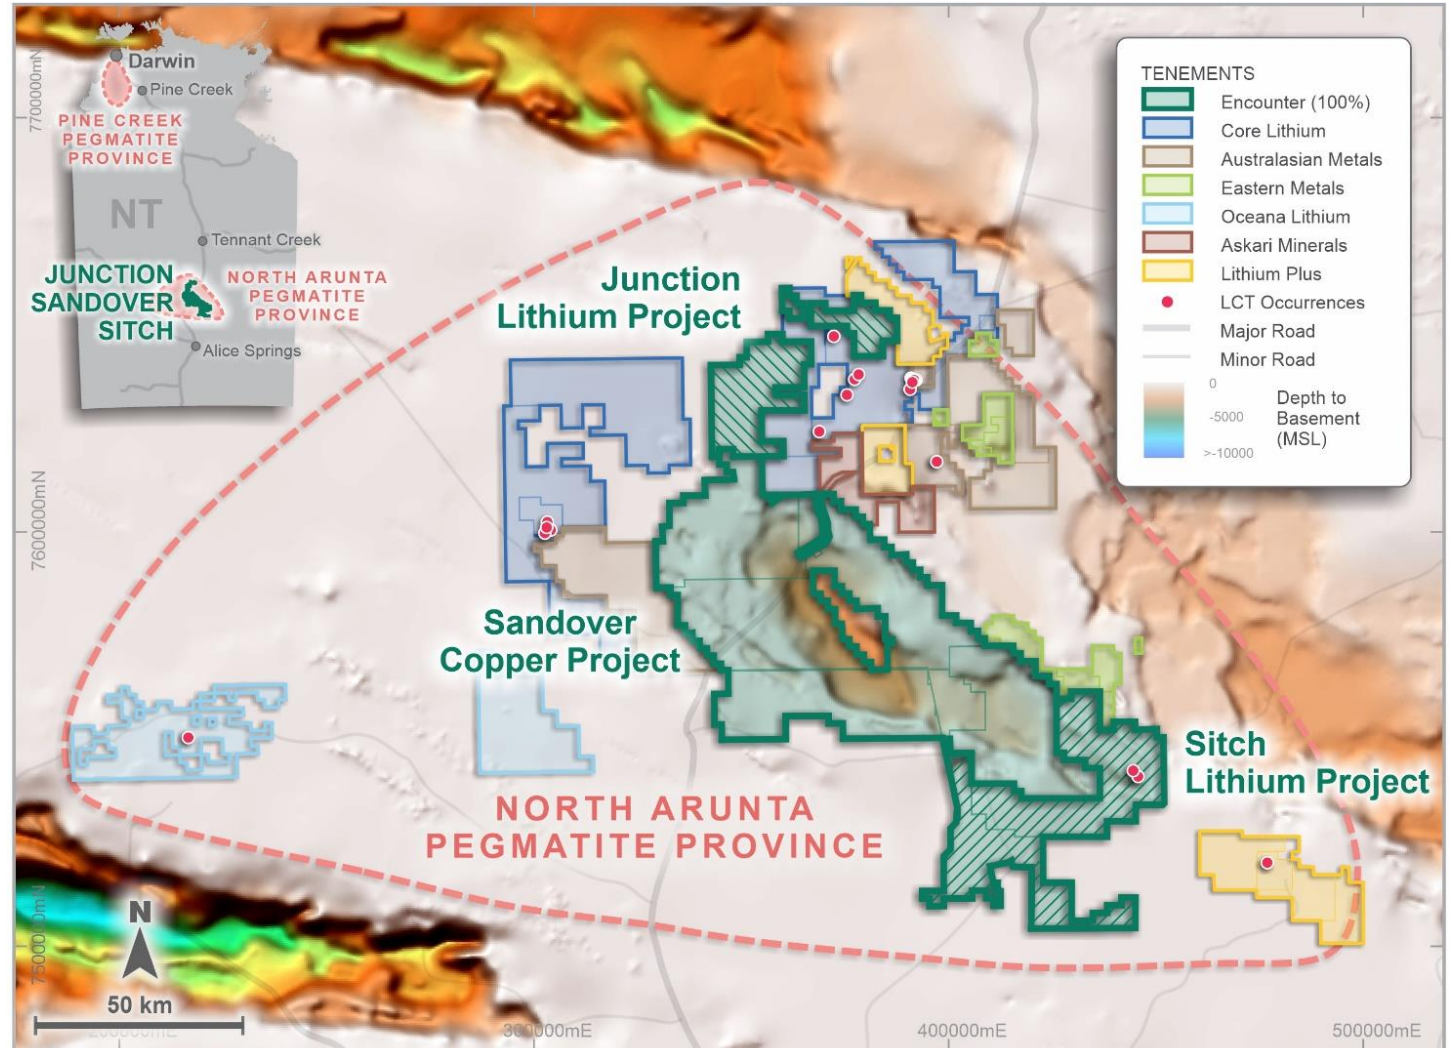 Darwin
Pine Creek
PINE CREEK
PEGMATITE
PROVINCE
NT
Tennant Creek
JUNCTION
SANDOVER
SITCH
NORTH ARUNTA
PEGMATITE
PROVINCE
Alice Springs
7700000mN
7600000mN
7500000mN
TENEMENTS
Encounter (100%)
Core Lithium
Australasian Metals
Eastern Metals
Oceana Lithium
Askari Minerals
Lithium Plus
LCT Occurrences
Major Road
Minor Road
0
-5000
>-10000
Depth to
Basement
(MSL)
Junction
Lithium Project
Sandover
Copper Project
Sitch
Lithium Project
NORTH ARUNTA
PEGMATITE PROVINCE
N
50 km
200000mE
300000mE
400000mE
500000mE